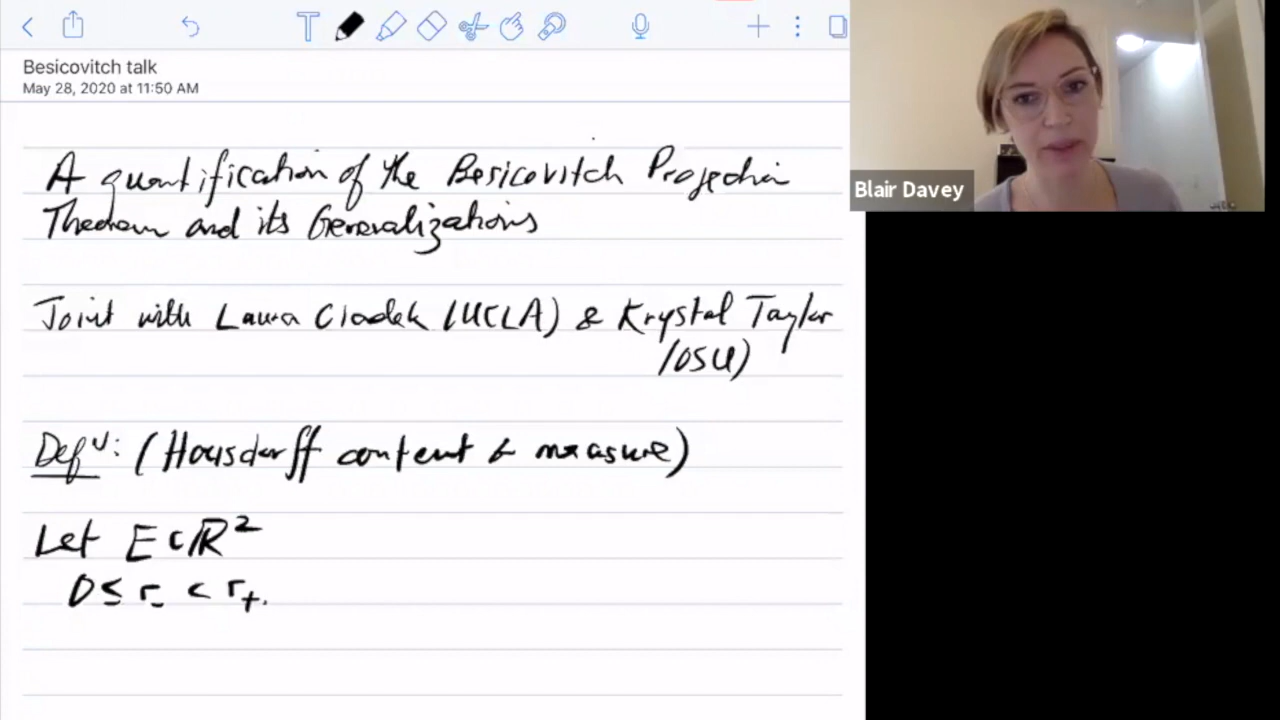 Besicovitch talk
May 28, 2020 at 11:50 AM
A quantification of the Besicovitch Projection
Theorem and its Generalizations
Joint with Laura Cladek (UCLA) & Krystal Taylor
(OSU)
Defⁿ: (Hausdorff content & measure)
Let E ⊂ ℝ²
0 ≤ r₋ < r₊.
Blair Davey